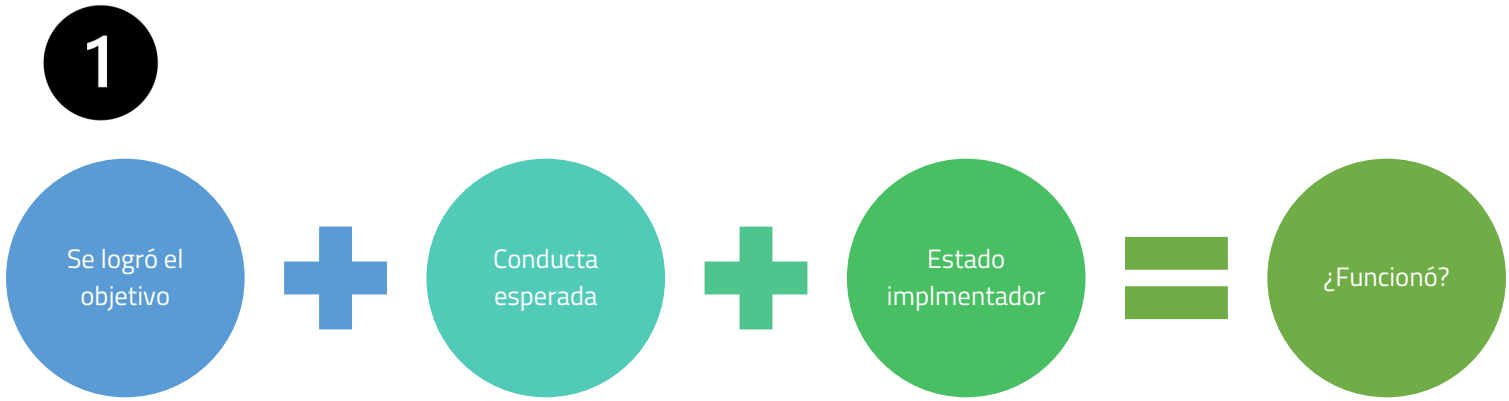 1
Se logró el
objetivo
Conducta
esperada
Estado
implmentador
¿Funcionó?